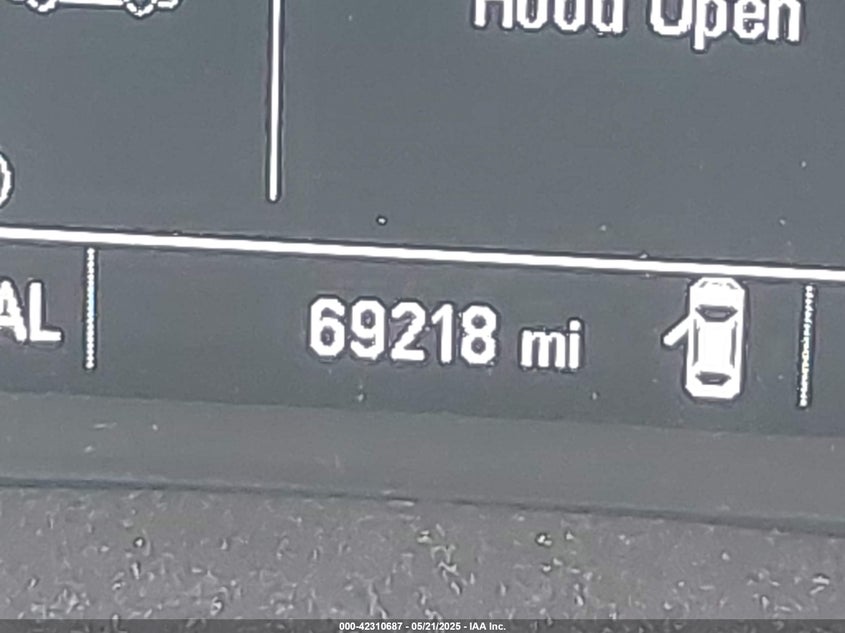 Hood Open
AL
69218 mi
000-42310687 - 05/21/2025 - IAA Inc.